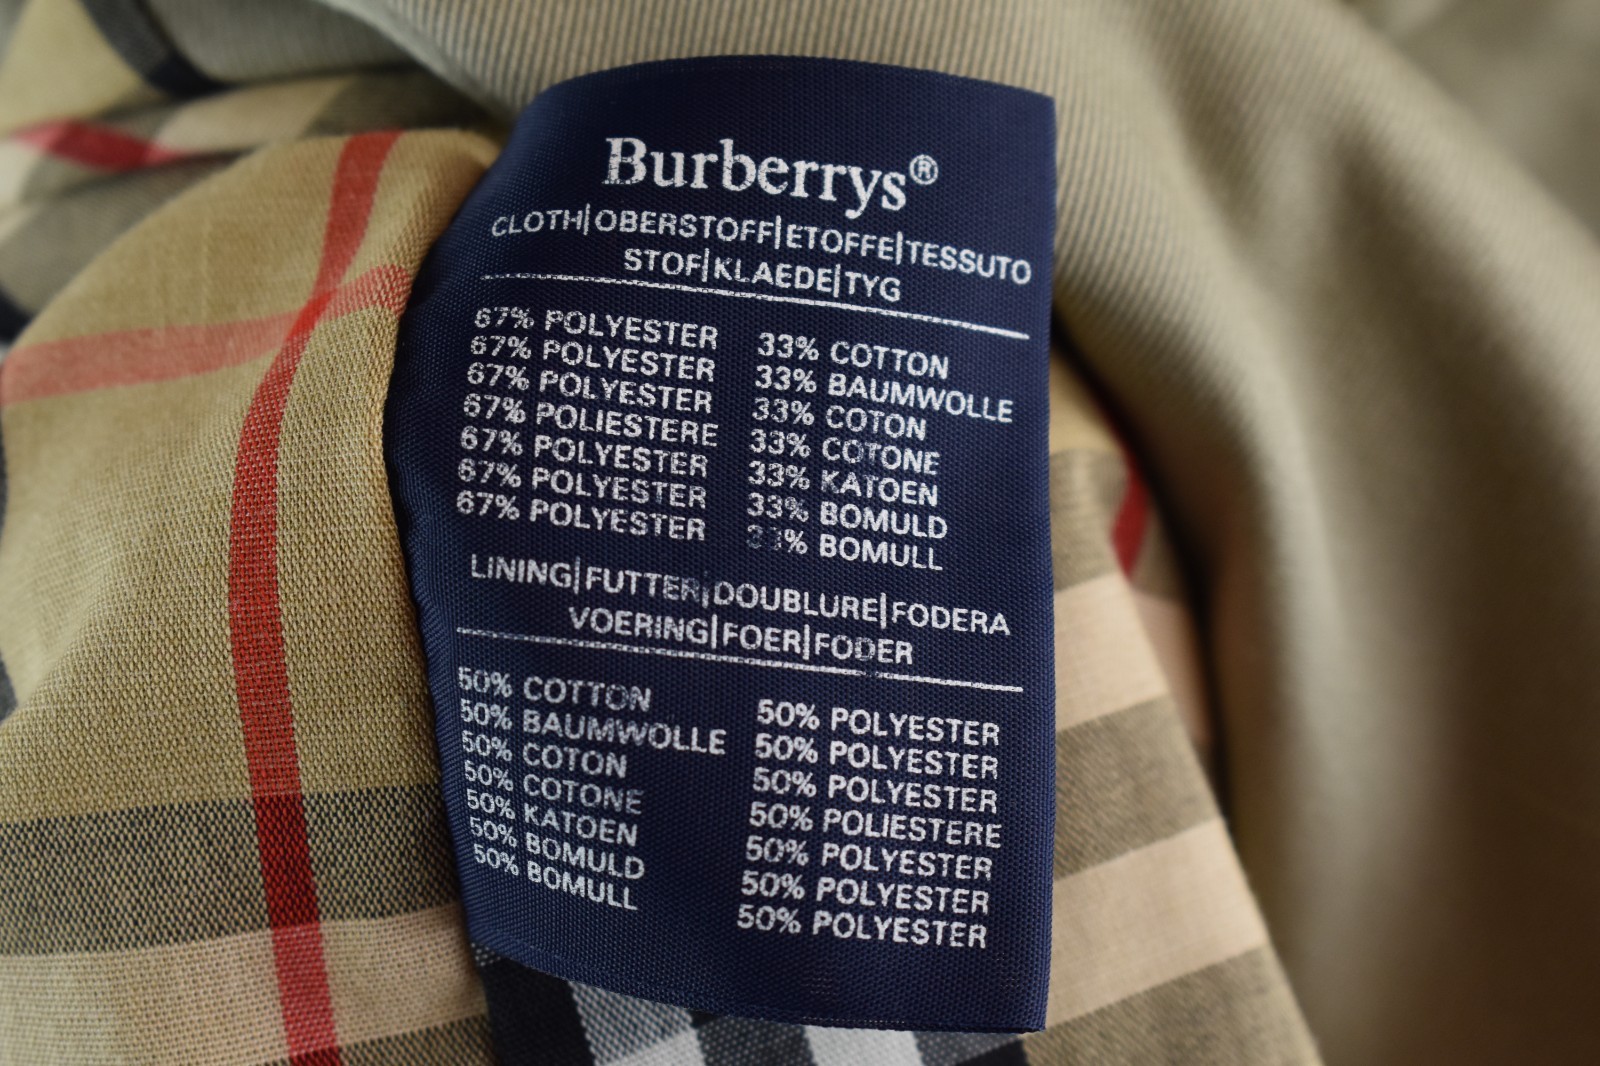 Burberrys®
CLOTH|OBERSTOFF|ETOFFE|TESSUTO
STOF|KLAEDE|TYG
67% POLYESTER 33% COTTON
67% POLYESTER 33% BAUMWOLLE
67% POLYESTER 33% COTON
67% POLIESTERE 33% COTONE
67% POLYESTER 33% KATOEN
67% POLYESTER 33% BOMULD
67% POLYESTER 33% BOMULL
LINING|FUTTER|DOUBLURE|FODERA
VOERING|FOER|FODER
50% COTTON 50% POLYESTER
50% BAUMWOLLE 50% POLYESTER
50% COTON 50% POLYESTER
50% COTONE 50% POLIESTERE
50% KATOEN 50% POLYESTER
50% BOMULD 50% POLYESTER
50% BOMULL 50% POLYESTER